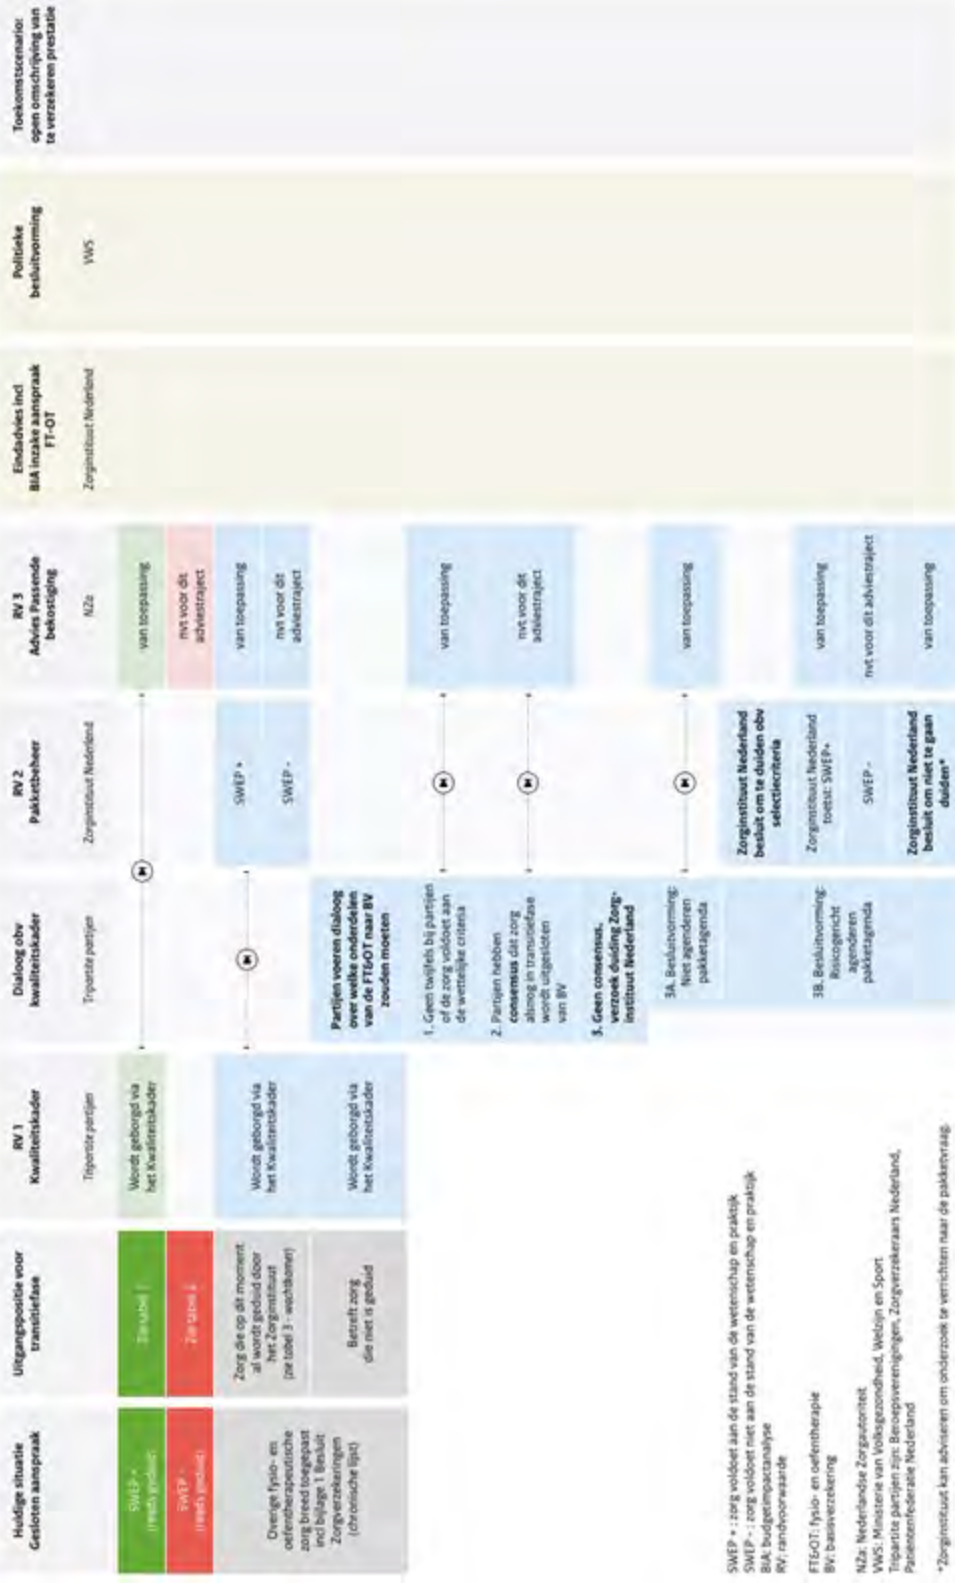 Huidige situatie
Gesloten aanspraak
Uitgangspositie voor
transitiefase
RV 1
Kwaliteitskader
Dialoog obv
kwaliteitskader
RV 2
Pakketbeheer
RV 3
Advies Passende
bekostiging
Eindadvies incl
BIA inzake aanspraak
FT-OT
Politieke
besluitvorming
Toekomstscenario:
open omschrijving van
te verzekeren prestatie
Tripartite partijen
Tripartite partijen
Zorginstituut Nederland
NZa
Zorginstituut Nederland
VWS
SWEP +
(reeds geduid)
Zie tabel
Wordt geborgd via
het Kwaliteitskader
van toepassing
SWEP -
(reeds geduid)
Zie tabel
nvt voor dit
adviestraject
Overige fysio- en
oefentherapeutische
zorg breed toegepast
incl bijlage 1 Besluit
Zorgverzekeringen
(chronische lijst)
Zorg die op dit moment
al wordt geduid door
het Zorginstituut
(zie tabel 3 - wachtkamer)
Wordt geborgd via
het Kwaliteitskader
SWEP +
van toepassing
SWEP -
nvt voor dit
adviestraject
Betreft zorg
die niet is geduid
Wordt geborgd via
het Kwaliteitskader
Partijen voeren dialoog
over welke onderdelen
van de FT&OT naar BV
zouden moeten
1. Geen twijfels bij partijen
of de zorg voldoet aan
de wettelijke criteria
van toepassing
2. Partijen hebben
consensus dat zorg
alsnog in transitiefase
wordt uitgesloten
van BV
nvt voor dit
adviestraject
3. Geen consensus,
verzoek duiding Zorg-
instituut Nederland
3A. Besluitvorming:
Niet agenderen
pakketagenda
van toepassing
Zorginstituut Nederland
besluit om te duiden obv
selectiecriteria
3B. Besluitvorming:
Risicogericht
agenderen
pakketagenda
Zorginstituut Nederland
toetst: SWEP+
van toepassing
SWEP -
nvt voor dit adviestraject
Zorginstituut Nederland
besluit om niet te gaan
duiden*
van toepassing
SWEP + : zorg voldoet aan de stand van de wetenschap en praktijk
SWEP - : zorg voldoet niet aan de stand van de wetenschap en praktijk
BIA: budgetimpactanalyse
RV: randvoorwaarde
FT&OT: fysio- en oefentherapie
BV: basisverzekering
NZa: Nederlandse Zorgautoriteit
VWS: Ministerie van Volksgezondheid, Welzijn en Sport
Tripartite partijen zijn: Beroepsverenigingen, Zorgverzekeraars Nederland,
Patiëntenfederatie Nederland
*Zorginstituut kan adviseren om onderzoek te verrichten naar de pakketvraag.